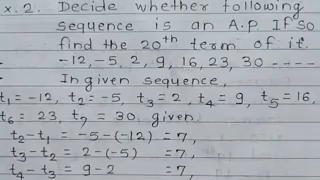 x. 2. Decide whether following
sequence is an A.P. If so
find the 20th term of it.
-12, -5, 2, 9, 16, 23, 30 ----
- In given sequence,
t₁ = -12, t₂ = -5, t₃ = 2, t₄ = 9, t₅ = 16,
t₆ = 23, t₇ = 30, given
t₂-t₁ = -5-(-12) = 7,
t₃-t₂ = 2-(-5) = 7,
t₄-t₃ = 9-2 = 7,